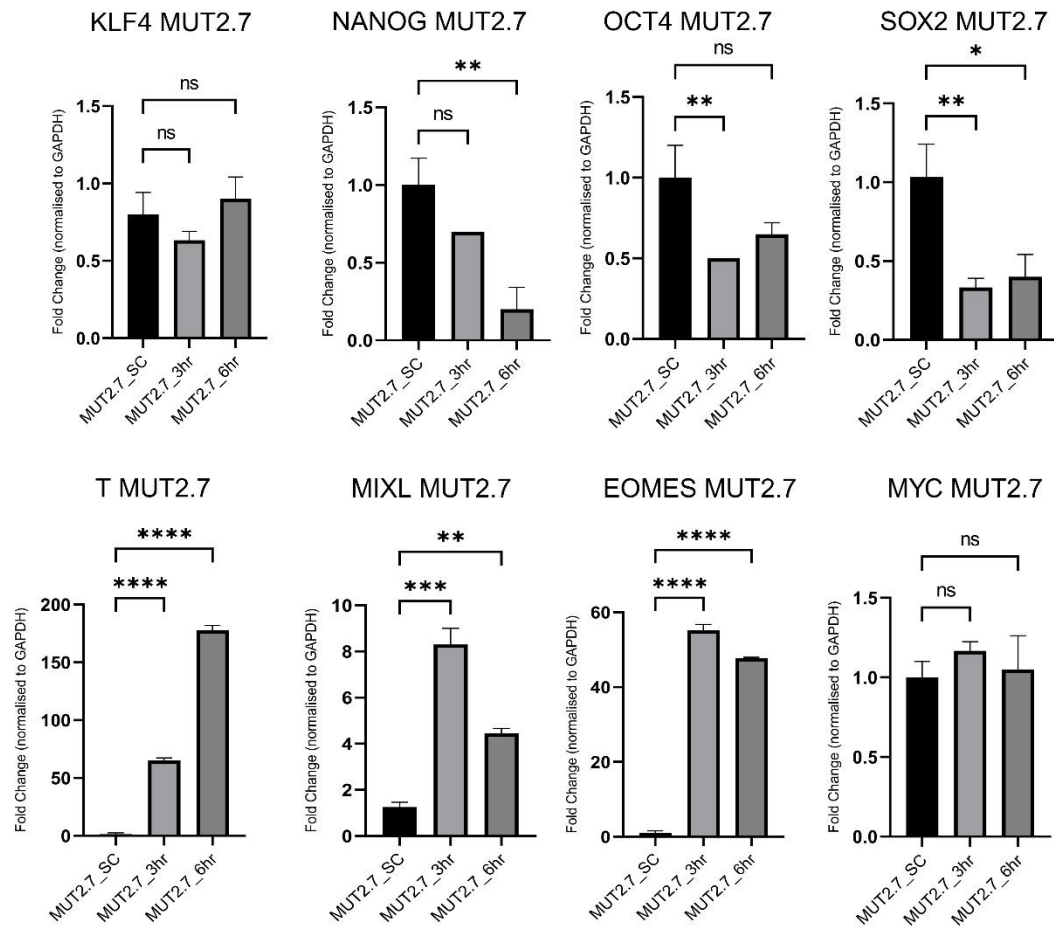 KLF4 MUT2.7
ns
ns
Fold Change (normalised to GAPDH)
1.5
1.0
0.5
0.0
MUT2.7_SC
MUT2.7_3hr
MUT2.7_6hr
NANOG MUT2.7
**
ns
Fold Change (normalised to GAPDH)
1.5
1.0
0.5
0.0
MUT2.7_SC
MUT2.7_3hr
MUT2.7_6hr
OCT4 MUT2.7
ns
**
Fold Change (normalised to GAPDH)
1.5
1.0
0.5
0.0
MUT2.7_SC
MUT2.7_3hr
MUT2.7_6hr
SOX2 MUT2.7
*
**
Fold Change (normalised to GAPDH)
1.5
1.0
0.5
0.0
MUT2.7_SC
MUT2.7_3hr
MUT2.7_6hr
T MUT2.7
****
****
Fold Change (normalised to GAPDH)
200
150
100
50
0
MUT2.7_SC
MUT2.7_3hr
MUT2.7_6hr
MIXL MUT2.7
**
***
Fold Change (normalised to GAPDH)
10
8
6
4
2
0
MUT2.7_SC
MUT2.7_3hr
MUT2.7_6hr
EOMES MUT2.7
****
****
Fold Change (normalised to GAPDH)
60
40
20
0
MUT2.7_SC
MUT2.7_3hr
MUT2.7_6hr
MYC MUT2.7
ns
ns
Fold Change (normalised to GAPDH)
1.5
1.0
0.5
0.0
MUT2.7_SC
MUT2.7_3hr
MUT2.7_6hr